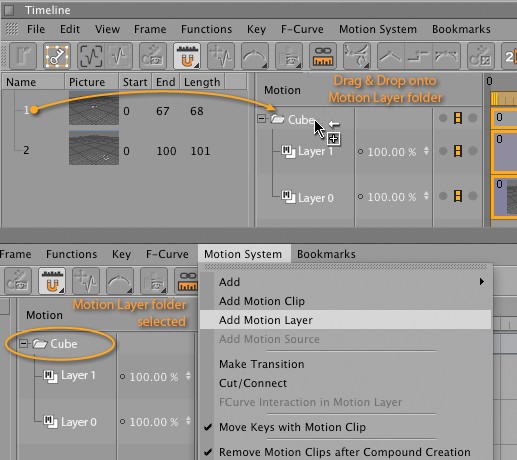 Timeline
Edit View Frame Functions Key F-Curve Motion System Bookmarks
Name Picture Start End Length
Motion
Drag & Drop onto
Motion Layer folder
0
1 0 67 68
Cube
0
2 0 100 101
Layer 1 100.00 %
0
Layer 0 100.00 %
0
Frame Functions Key F-Curve Motion System Bookmarks
Motion
Motion Layer folder
selected
Cube
Layer 1 100.00 %
Layer 0 100.00 %
Add
Add Motion Clip
Add Motion Layer
Add Motion Source
Make Transition
Cut/Connect
FCurve Interaction in Motion Layer
Move Keys with Motion Clip
Remove Motion Clips after Compound Creation